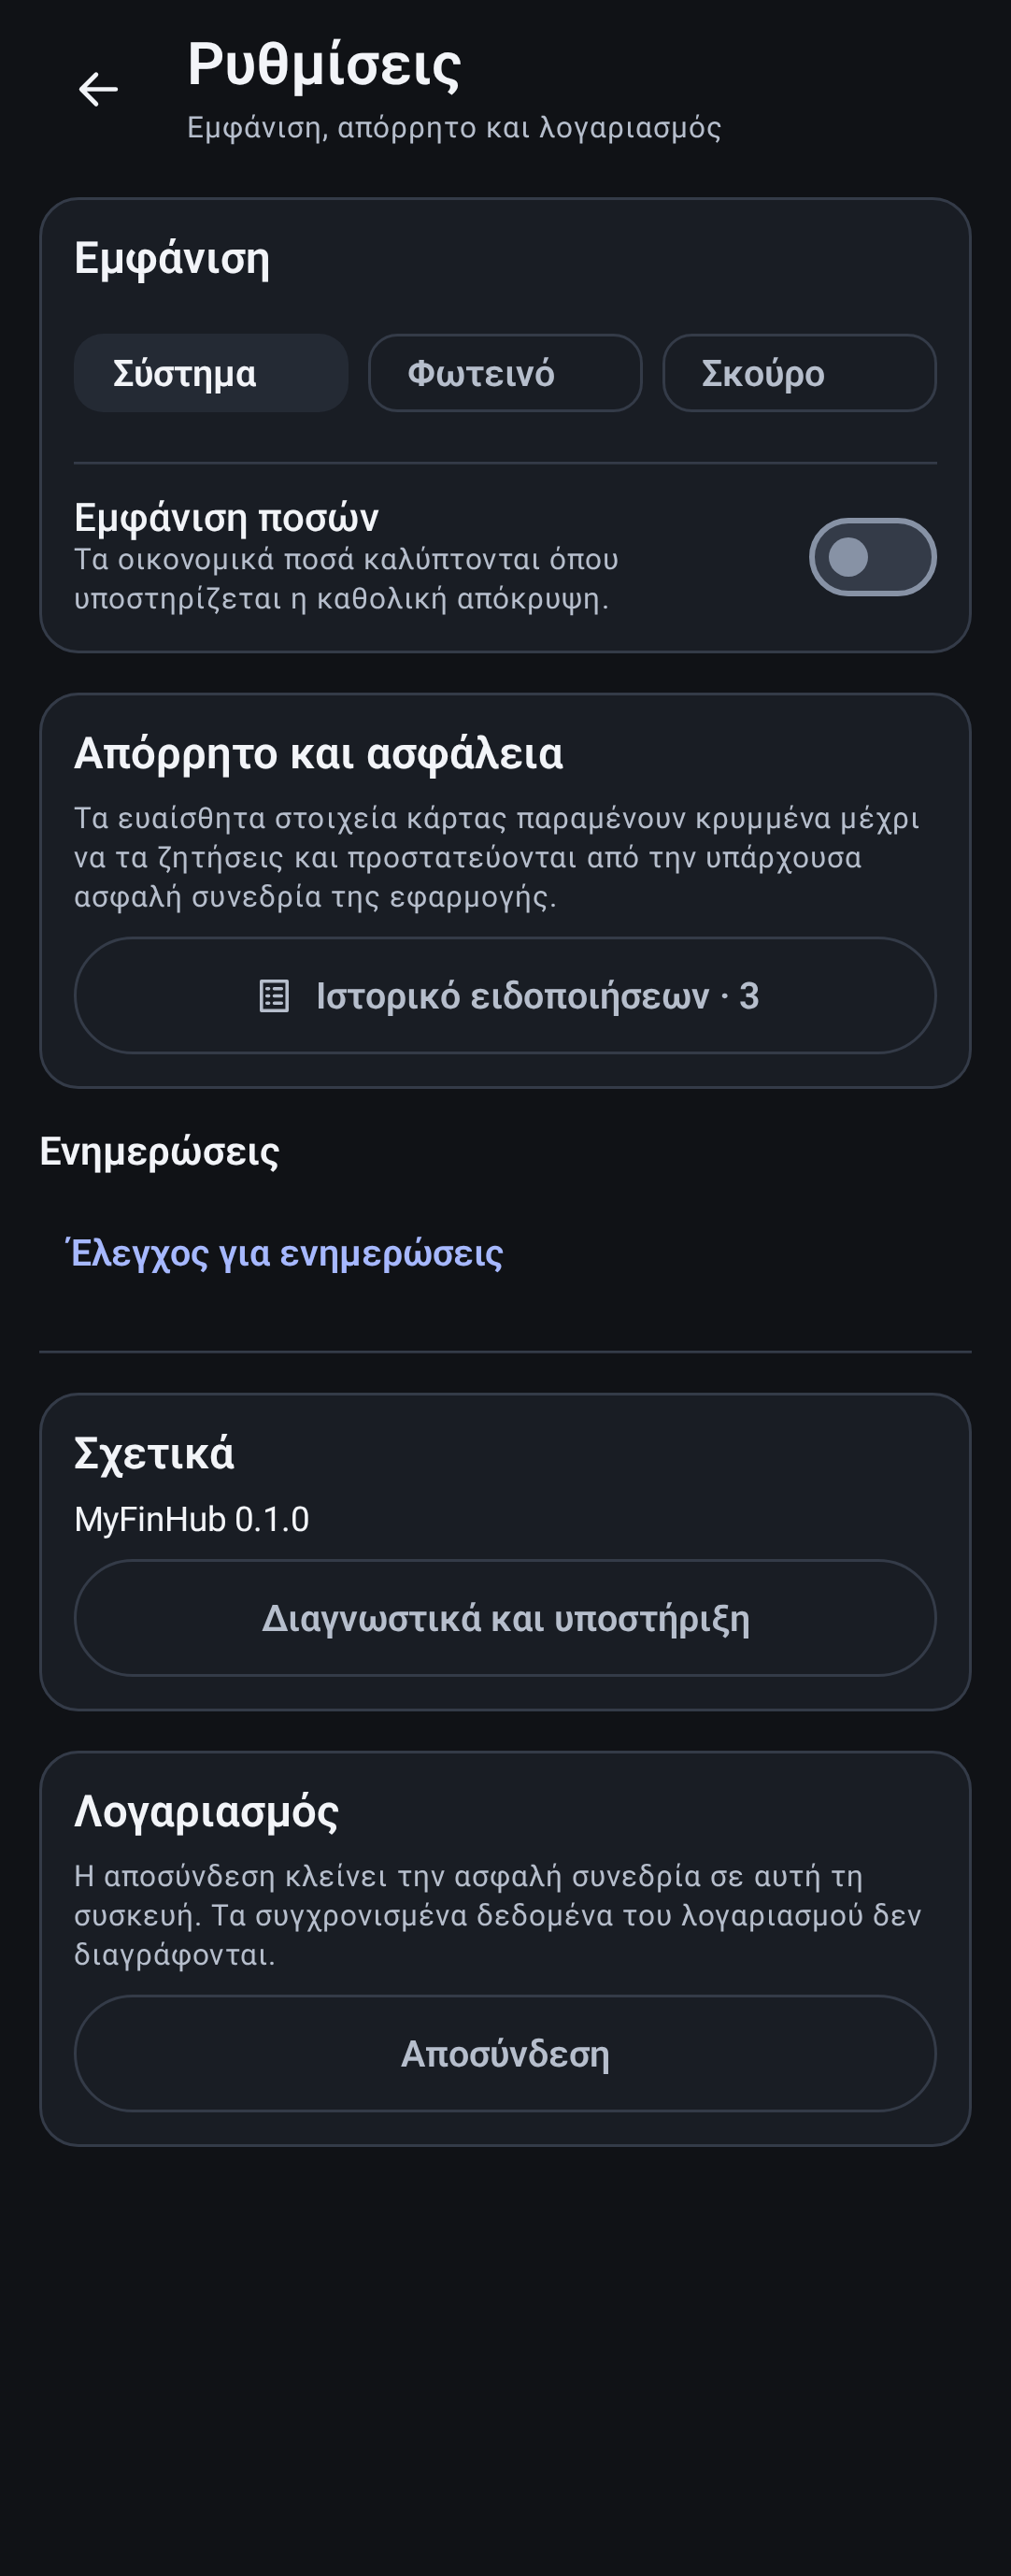 Ρυθμίσεις
Εμφάνιση, απόρρητο και λογαριασμός
Εμφάνιση
Σύστημα
Φωτεινό
Σκούρο
Εμφάνιση ποσών
Τα οικονομικά ποσά καλύπτονται όπου
υποστηρίζεται η καθολική απόκρυψη.
Απόρρητο και ασφάλεια
Τα ευαίσθητα στοιχεία κάρτας παραμένουν κρυμμένα μέχρι
να τα ζητήσεις και προστατεύονται από την υπάρχουσα
ασφαλή συνεδρία της εφαρμογής.
Ιστορικό ειδοποιήσεων · 3
Ενημερώσεις
Έλεγχος για ενημερώσεις
Σχετικά
MyFinHub 0.1.0
Διαγνωστικά και υποστήριξη
Λογαριασμός
Η αποσύνδεση κλείνει την ασφαλή συνεδρία σε αυτή τη
συσκευή. Τα συγχρονισμένα δεδομένα του λογαριασμού δεν
διαγράφονται.
Αποσύνδεση